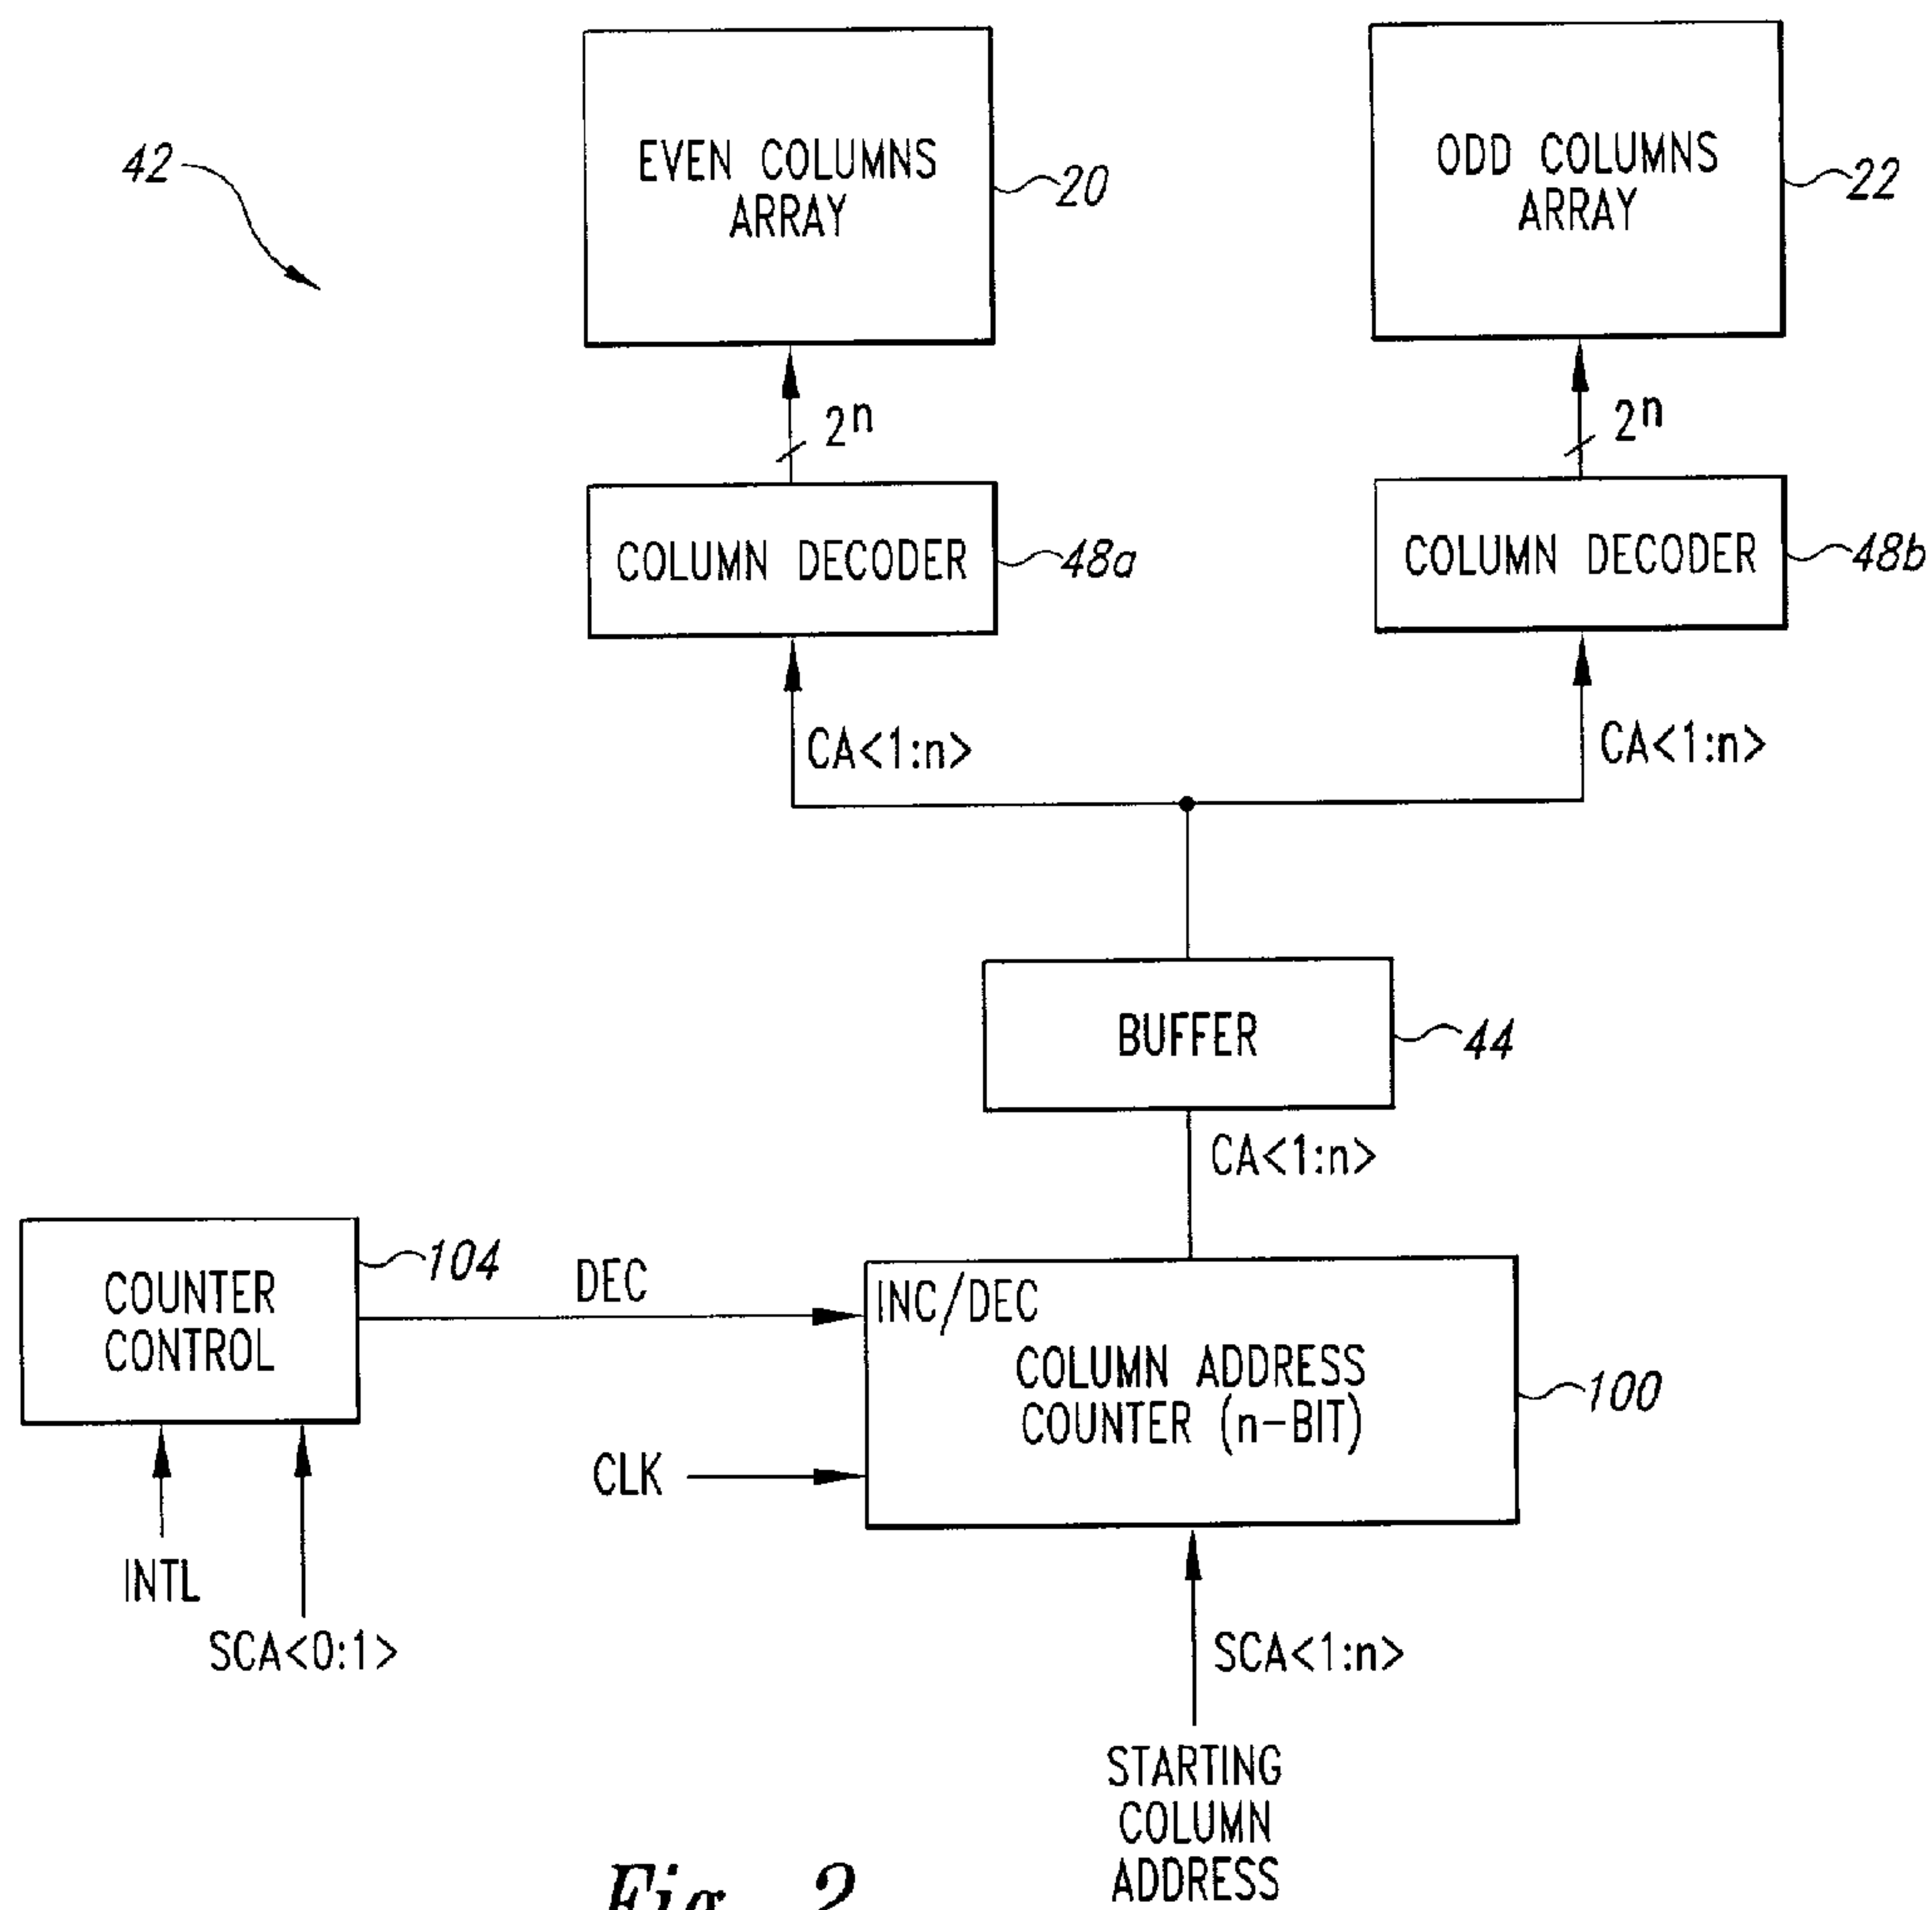 42
EVEN COLUMNS
ARRAY
20
ODD COLUMNS
ARRAY
22
2n
2n
COLUMN DECODER
48a
COLUMN DECODER
48b
CA<1:n>
CA<1:n>
BUFFER
44
CA<1:n>
COUNTER
CONTROL
104
DEC
INC/DEC
COLUMN ADDRESS
COUNTER (n-BIT)
100
CLK
INTL
SCA<0:1>
SCA<1:n>
STARTING
COLUMN
ADDRESS
Fig. 2